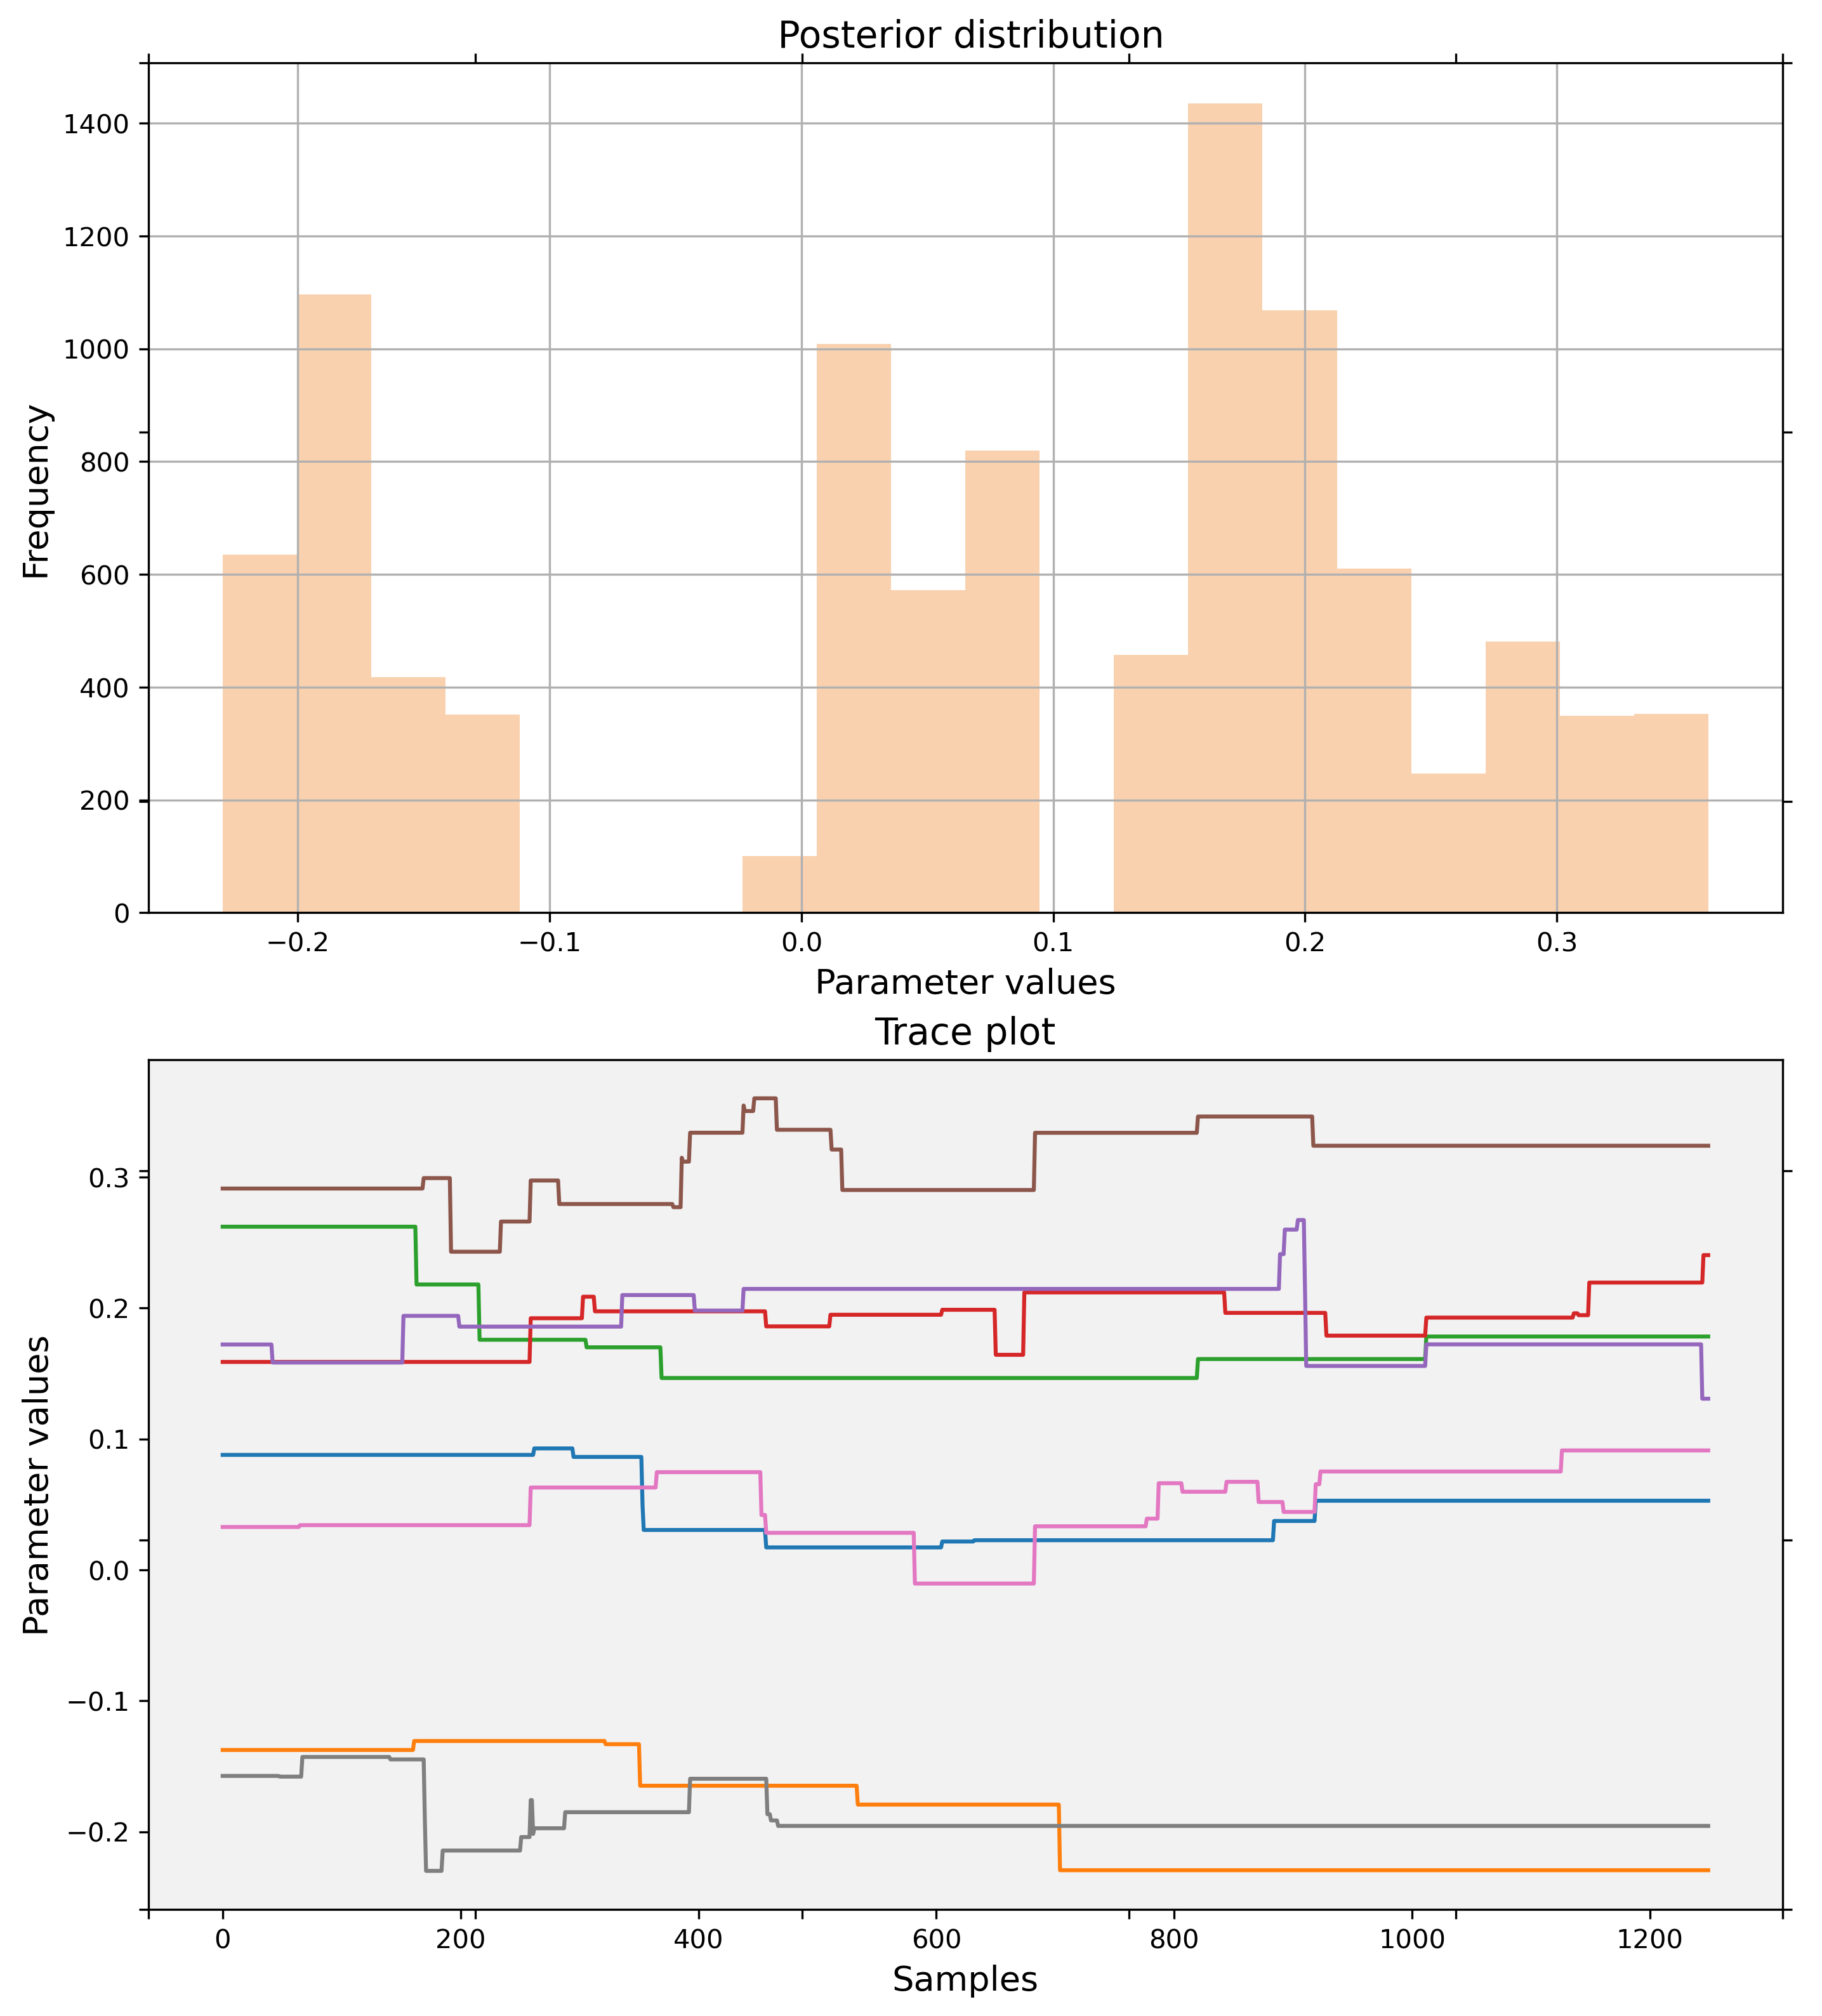 Posterior distribution
1400
1200
1000
800
600
400
200
0
Frequency
−0.2 −0.1 0.0 0.1 0.2 0.3
Parameter values
Trace plot
0.3
0.2
0.1
0.0
−0.1
−0.2
Parameter values
0 200 400 600 800 1000 1200
Samples